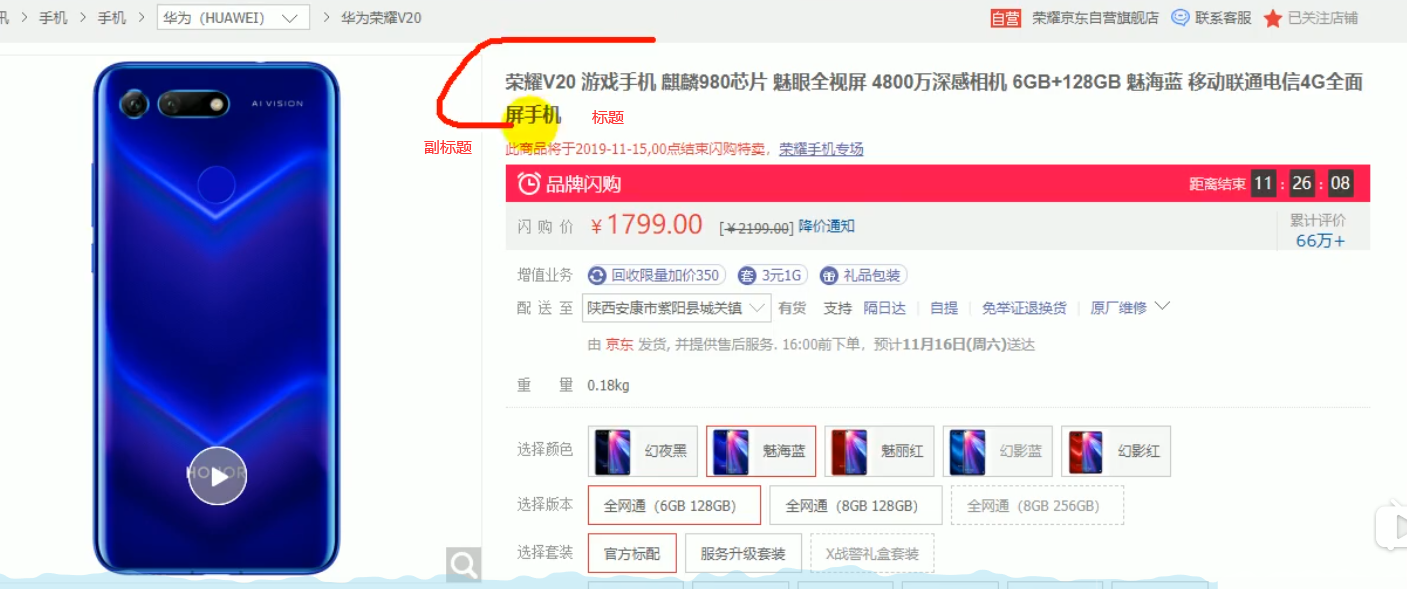 讯 > 手机 > 手机 > 华为（HUAWEI） > 华为荣耀V20
自营 荣耀京东自营旗舰店 联系客服 已关注店铺
AI VISION
HONOR
荣耀V20 游戏手机 麒麟980芯片 魅眼全视屏 4800万深感相机 6GB+128GB 魅海蓝 移动联通电信4G全面
屏手机 标题
副标题
此商品将于2019-11-15,00点结束闪购特卖，荣耀手机专场
品牌闪购 距离结束 11 : 26 : 08
闪购价 ￥1799.00 [￥2199.00] 降价通知
累计评价
66万+
增值业务 回收限量加价350 套 3元1G 礼品包装
配送至 陕西安康市紫阳县城关镇 有货 支持 隔日达 自提 免举证退换货 原厂维修
由 京东 发货, 并提供售后服务. 16:00前下单，预计11月16日(周六)送达
重量 0.18kg
选择颜色 幻夜黑 魅海蓝 魅丽红 幻影蓝 幻影红
选择版本 全网通（6GB 128GB） 全网通（8GB 128GB） 全网通（8GB 256GB）
选择套装 官方标配 服务升级套装 X战警礼盒套装